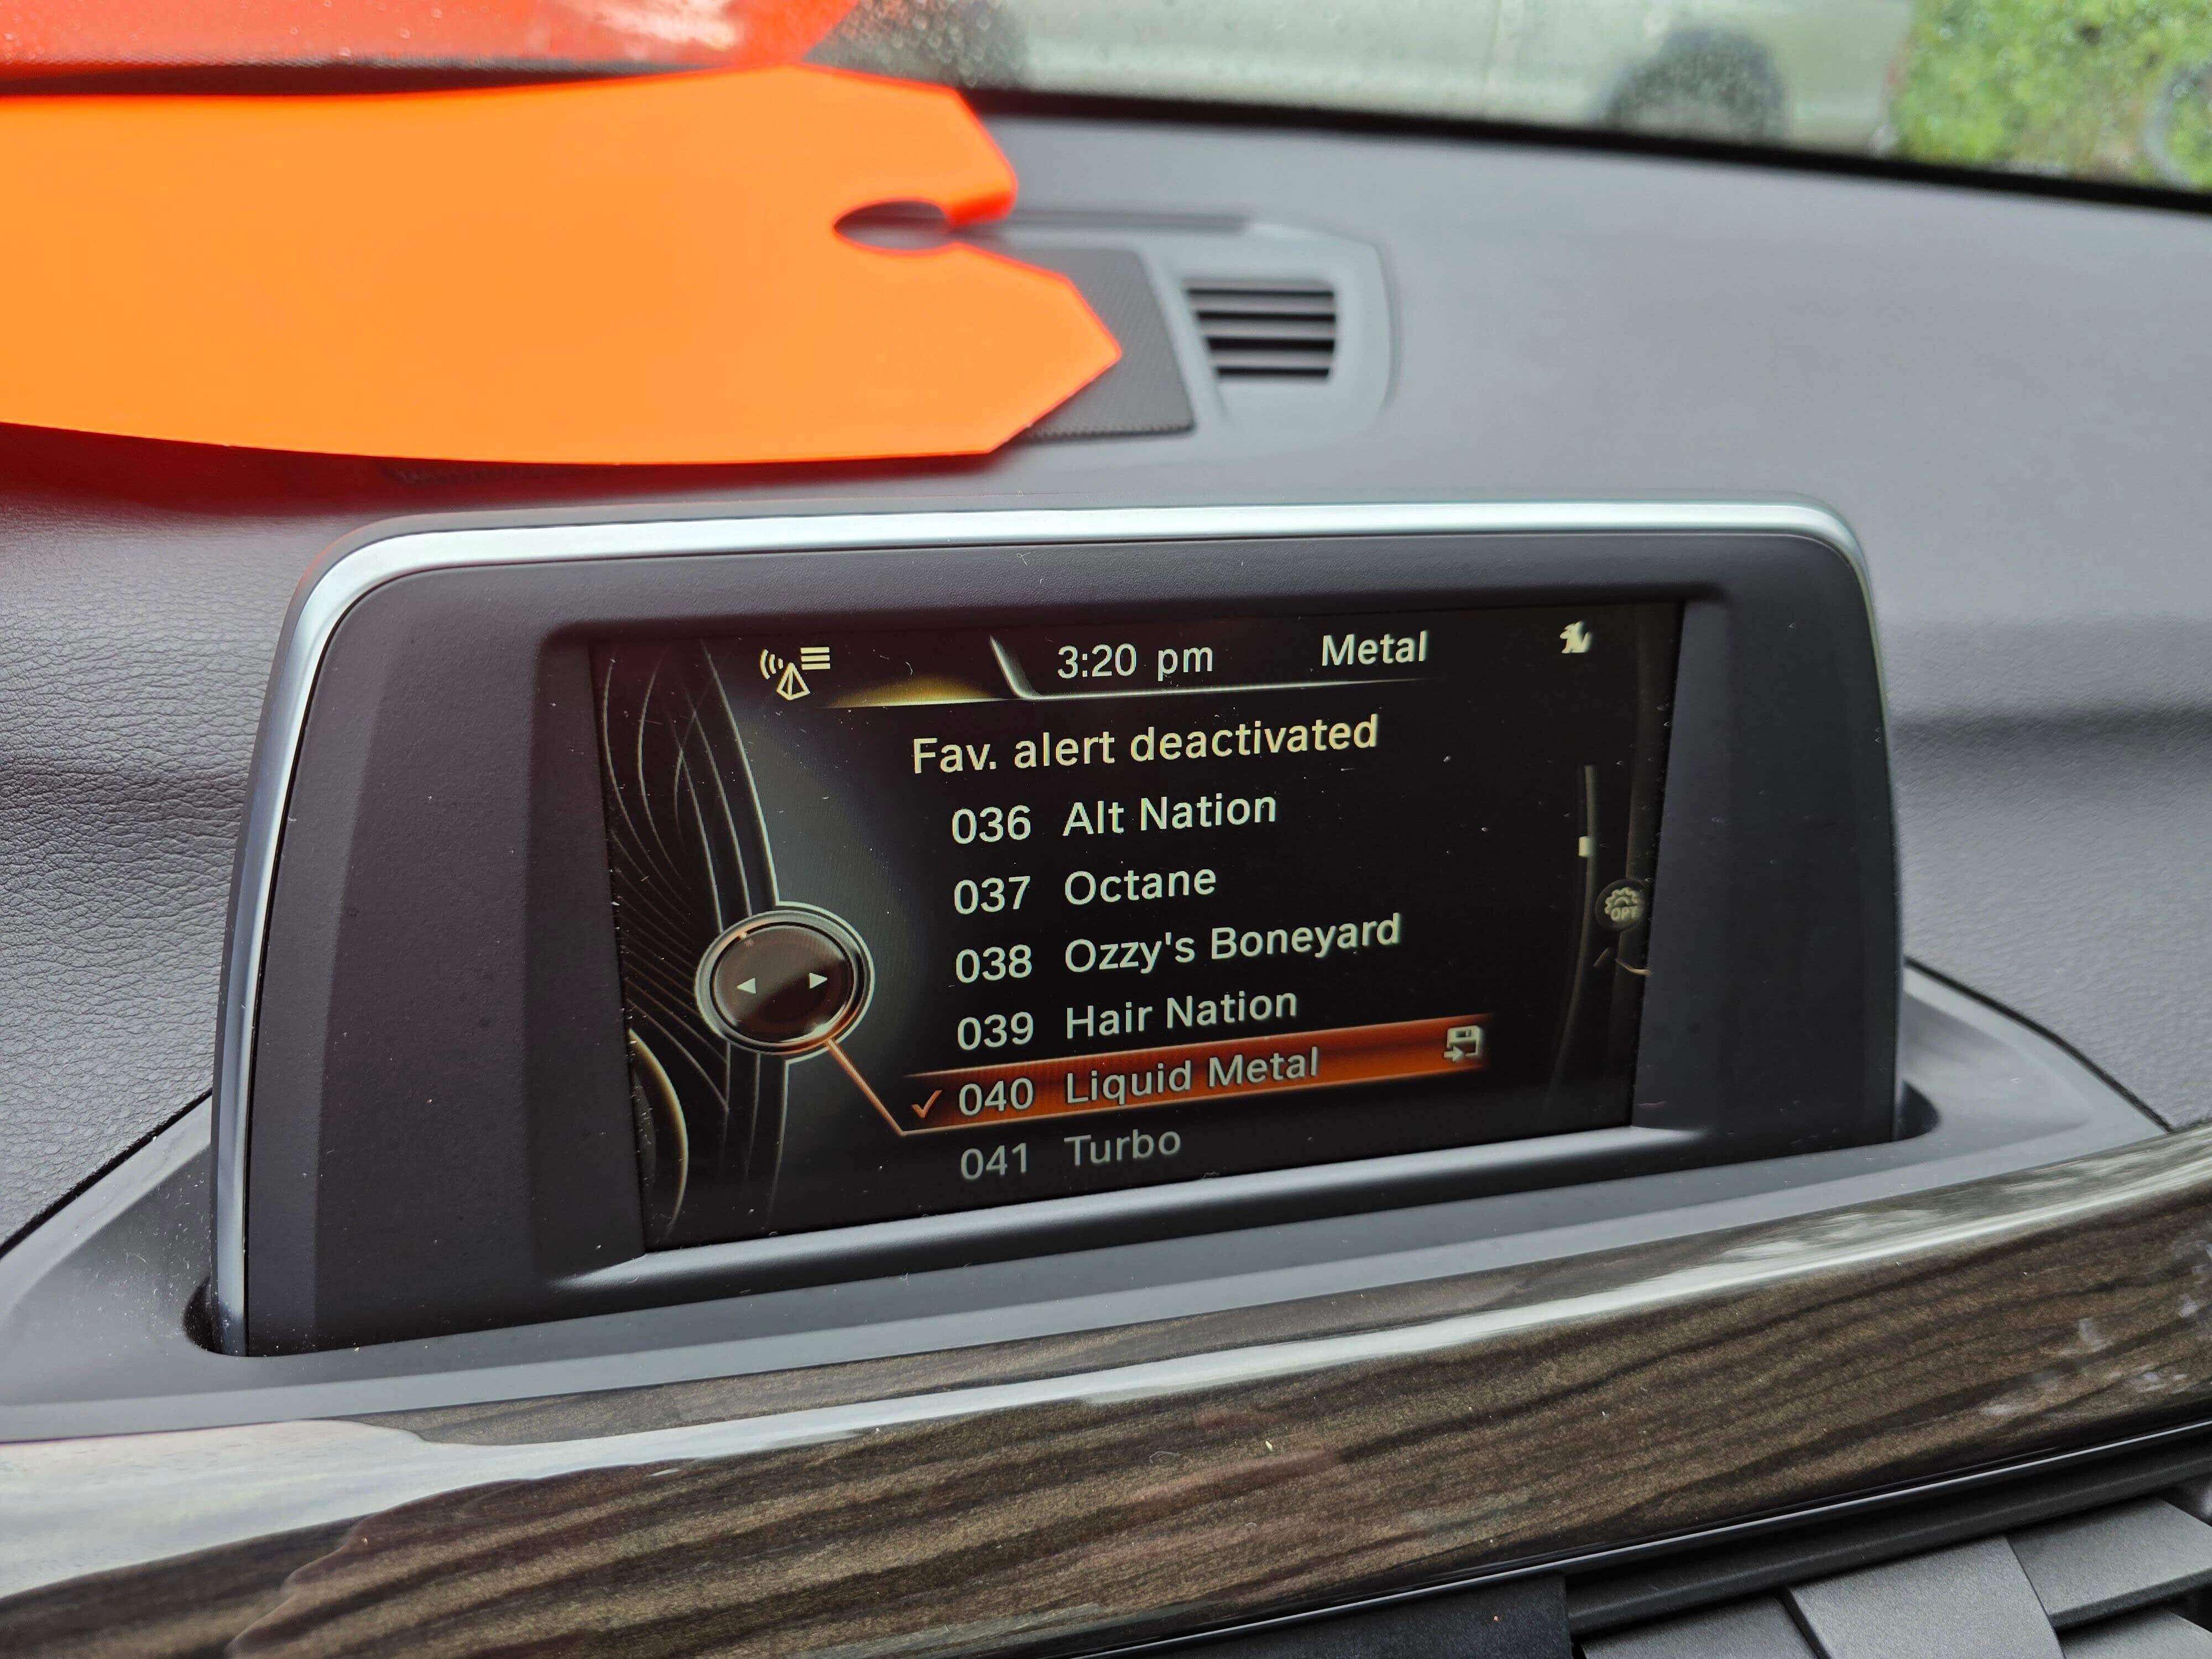 3:20 pm Metal
Fav. alert deactivated
036 Alt Nation
037 Octane
038 Ozzy's Boneyard
039 Hair Nation
040 Liquid Metal
041 Turbo
OPT